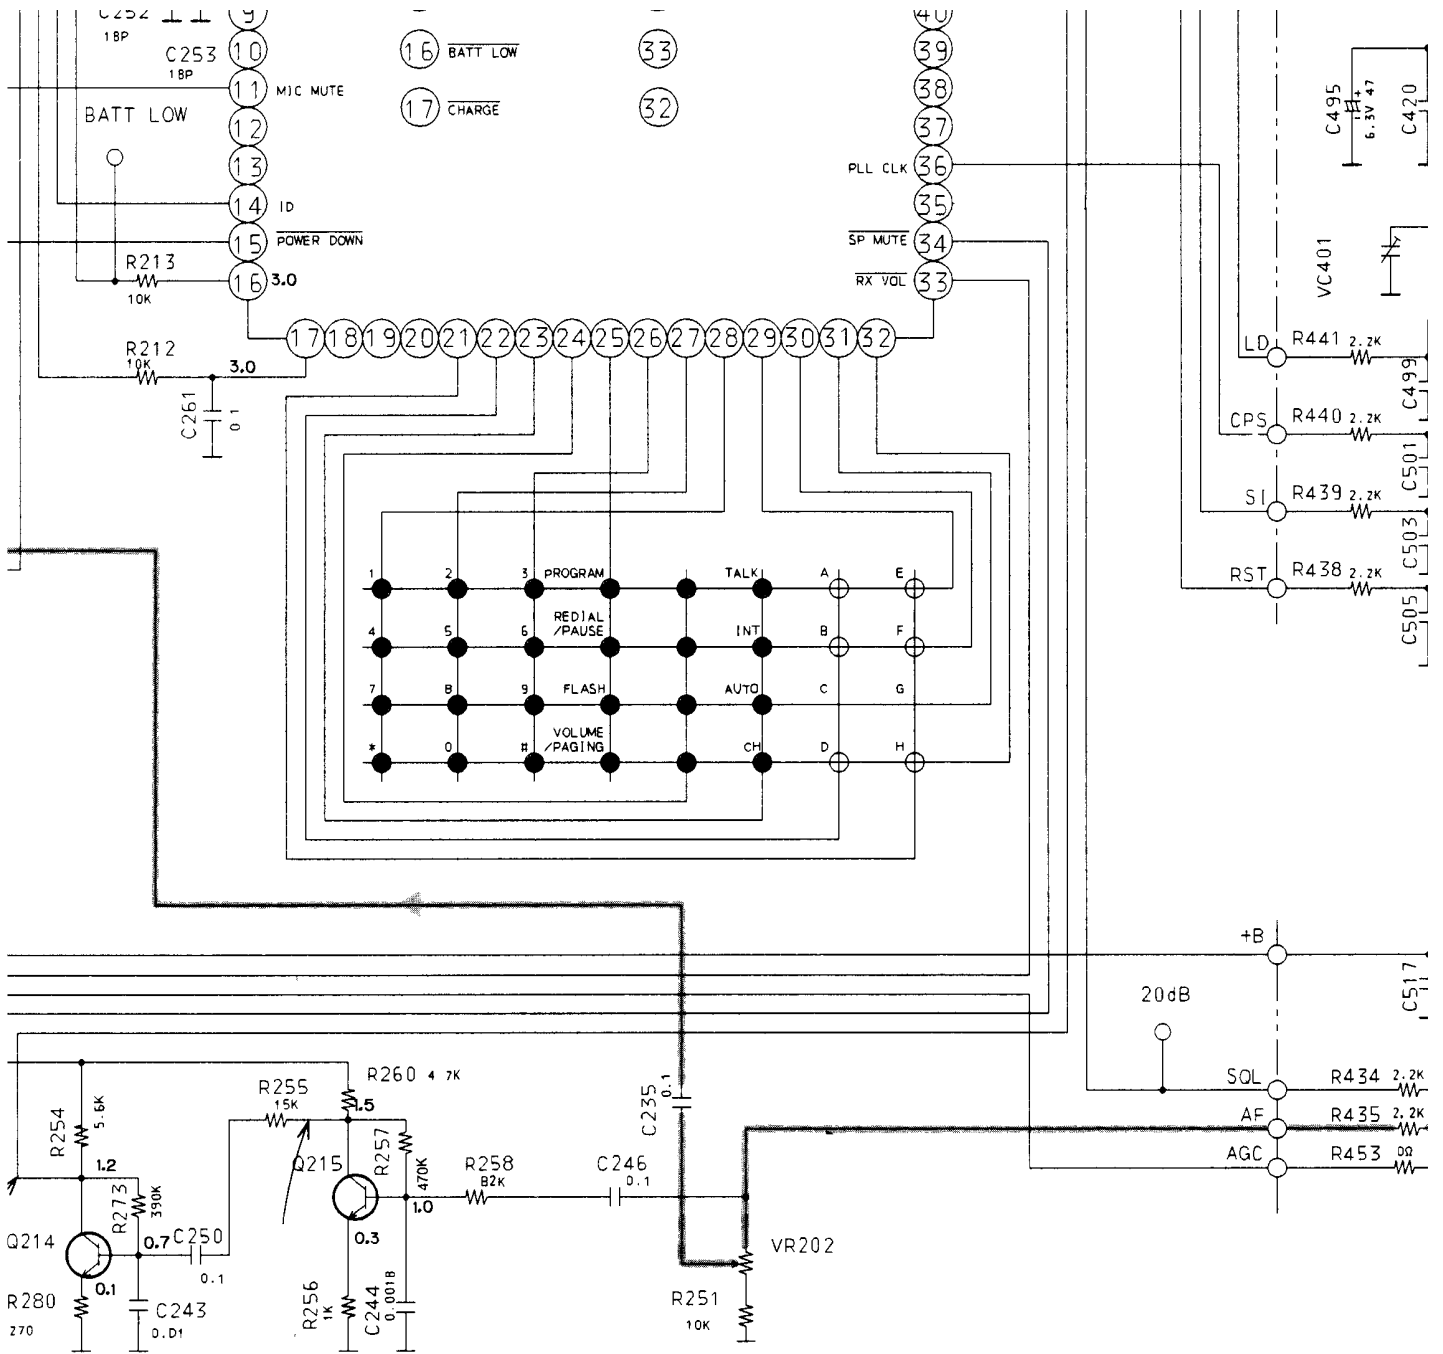 C252
18P
9
10
C253
18P
11 MIC MUTE
BATT LOW
12
13
14 ID
15 POWER DOWN
R213
10K
16 3.0
16 BATT LOW
17 CHARGE
33
32
40
39
38
37
PLL CLK 36
35
SP MUTE 34
RX VOL 33
C495
6.3V 47
C420
VC401
17 18 19 20 21 22 23 24 25 26 27 28 29 30 31 32
R212
10K
3.0
C261
0 1
LD R441 2.2K
C499
CPS R440 2.2K
C501
SI R439 2.2K
C503
RST R438 2.2K
C505
1 2 3 PROGRAM TALK A E
4 5 6 REDIAL
/PAUSE INT B F
7 8 9 FLASH AUTO C G
* 0 # VOLUME
/PAGING CH D H
+B
C517
20dB
SQL R434 2.2K
AF R435 2.2K
AGC R453 0Ω
R254
5.6K
R255
15K
R260 4 7K
1.5
C235
0.1
1.2
R273
390K
Q215
R257
470K
R258
82K
C246
0.1
1.0
Q214
0.7 C250
0.1
0.3
VR202
0.1
R280
270
C243
0.01
R256
1K
C244
0.0018
R251
10K